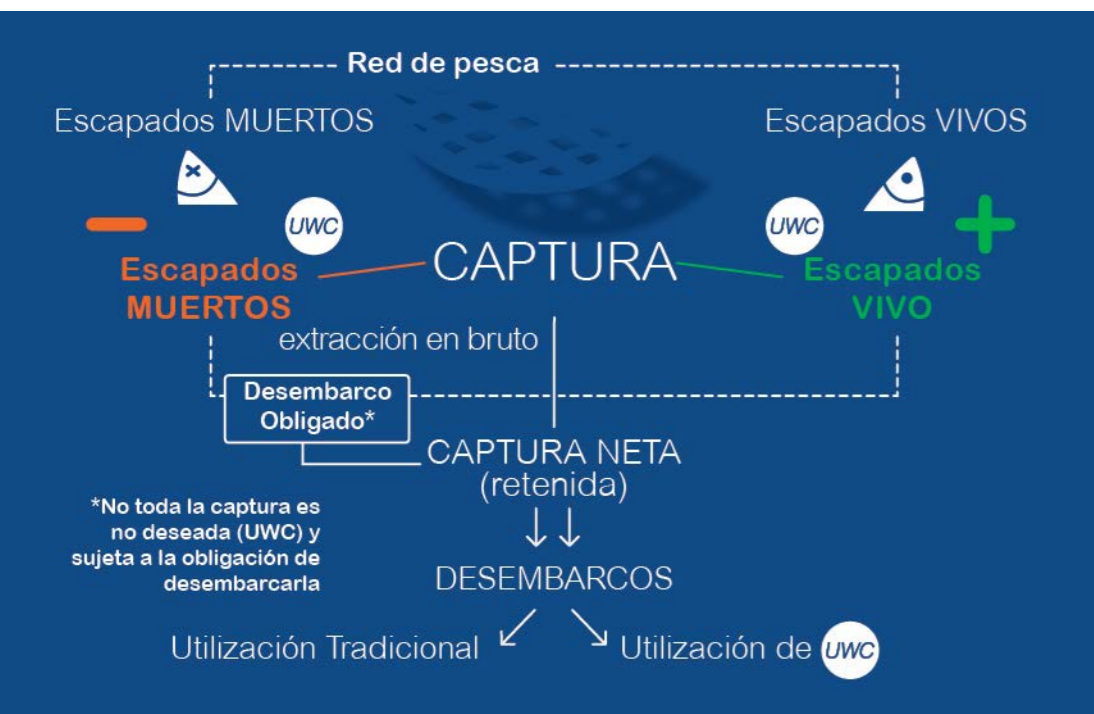 Red de pesca
Escapados MUERTOS
Escapados VIVOS
UWC
UWC
CAPTURA
Escapados
MUERTOS
Escapados
VIVO
extracción en bruto
Desembarco
Obligado*
CAPTURA NETA
(retenida)
*No toda la captura es
no deseada (UWC) y
sujeta a la obligación de
desembarcarla
DESEMBARCOS
Utilización Tradicional
Utilización de UWC